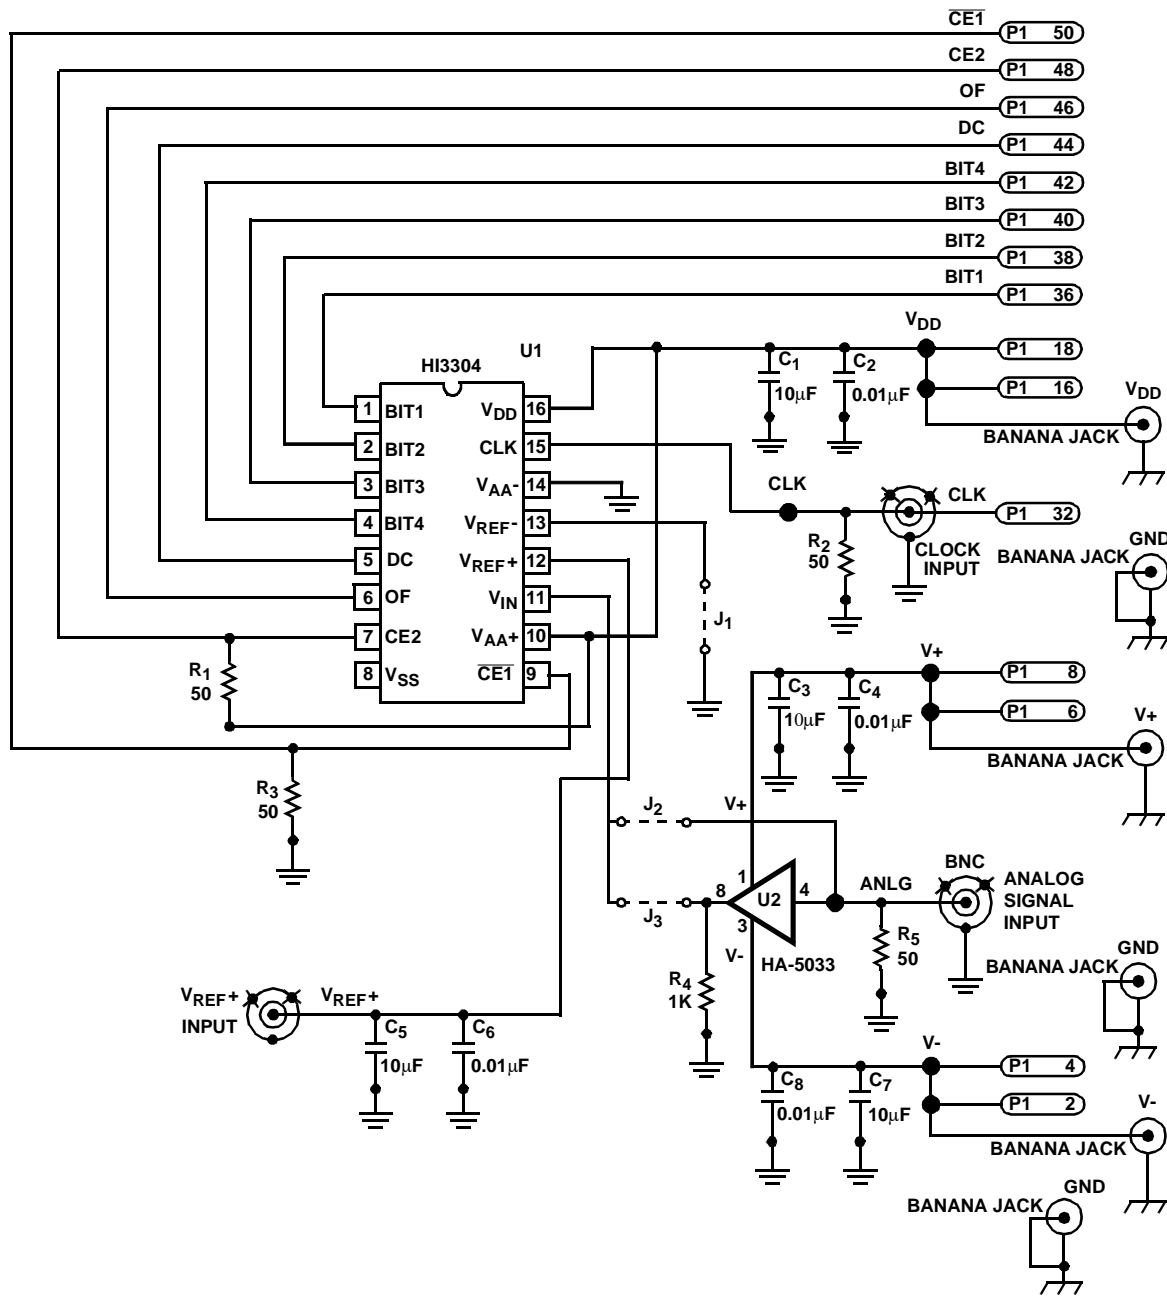 C̅E̅1̅
P1 50
CE2
P1 48
OF
P1 46
DC
P1 44
BIT4
P1 42
BIT3
P1 40
BIT2
P1 38
BIT1
P1 36
VDD
P1 18
P1 16
VDD
BANANA JACK
U1
HI3304
C1
10μF
C2
0.01μF
1 BIT1
2 BIT2
3 BIT3
4 BIT4
5 DC
6 OF
7 CE2
8 VSS
VDD 16
CLK 15
VAA- 14
VREF- 13
VREF+ 12
VIN 11
VAA+ 10
C̅E̅1̅ 9
CLK
CLK
P1 32
R2
50
CLOCK
INPUT
GND
BANANA JACK
J1
R1
50
R3
50
V+
P1 8
P1 6
V+
BANANA JACK
C3
10μF
C4
0.01μF
J2
V+
J3
8
1
U2
4
3
V-
HA-5033
ANLG
BNC
ANALOG
SIGNAL
INPUT
R5
50
R4
1K
GND
BANANA JACK
VREF+
INPUT
VREF+
C5
10μF
C6
0.01μF
V-
P1 4
P1 2
V-
BANANA JACK
C8
0.01μF
C7
10μF
GND
BANANA JACK